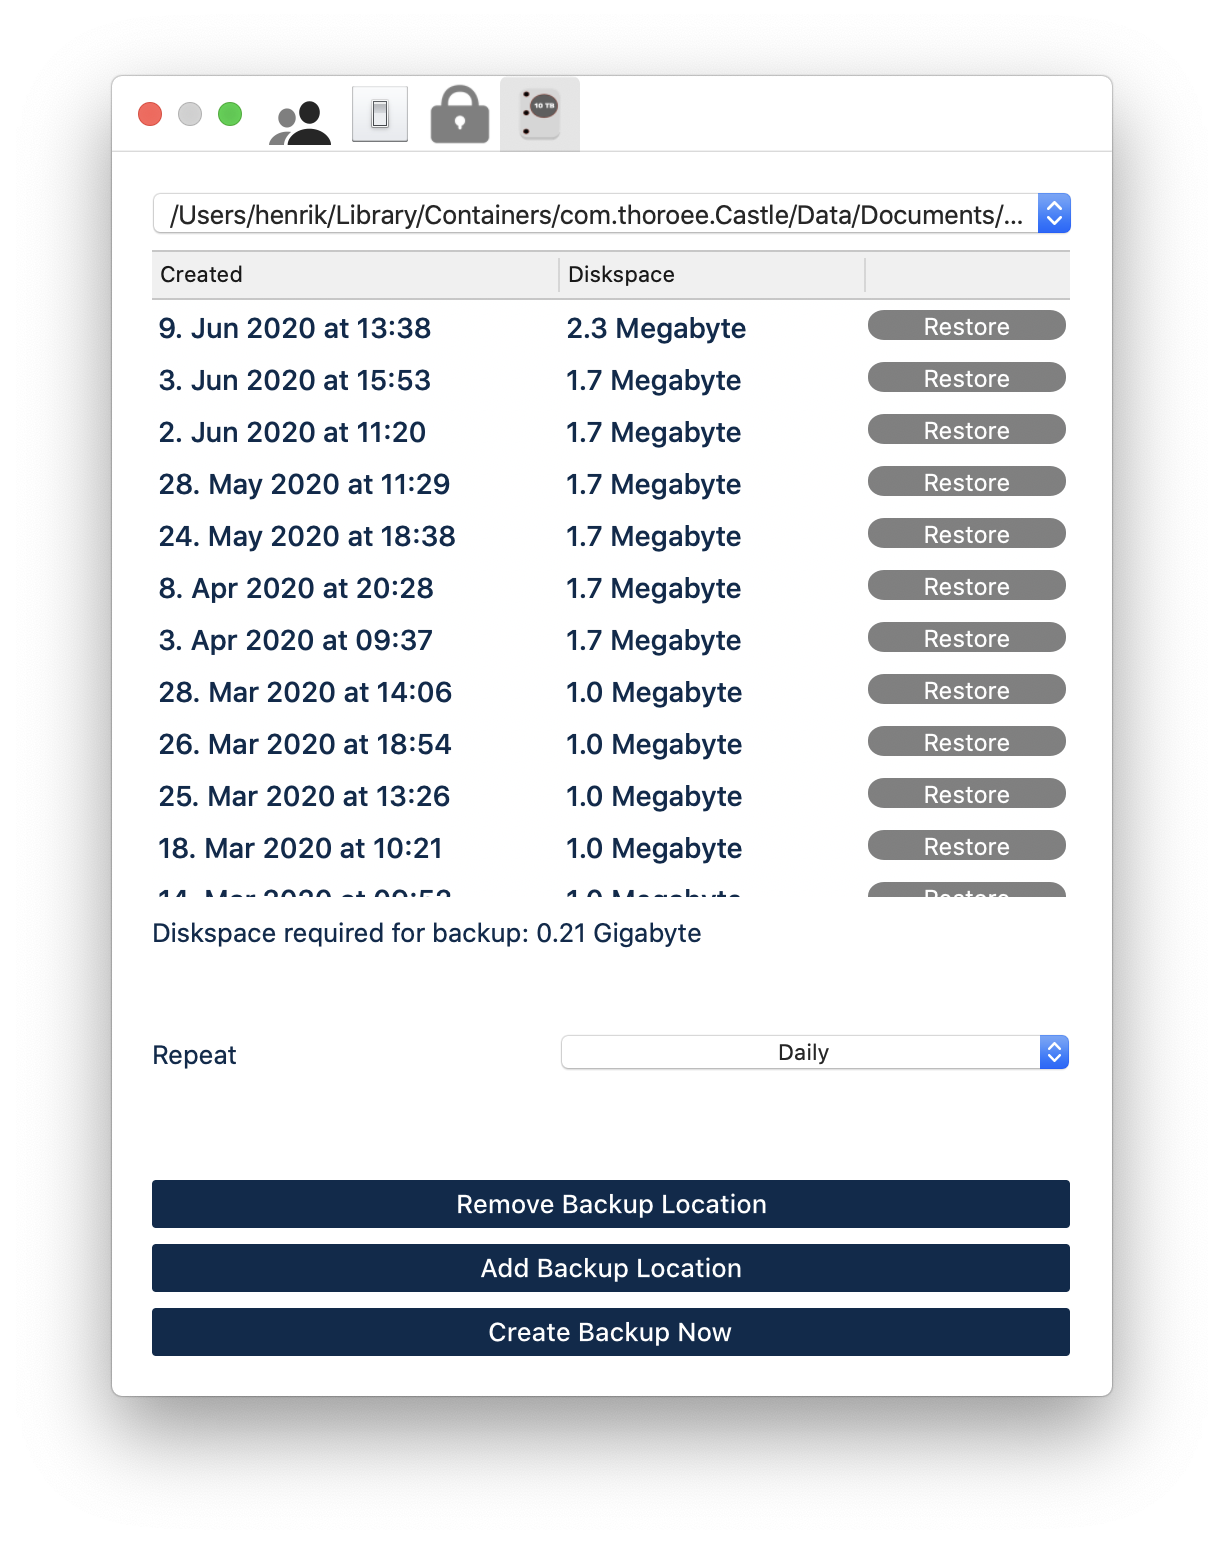 10 TB
/Users/henrik/Library/Containers/com.thoroee.Castle/Data/Documents/...
Created Diskspace
9. Jun 2020 at 13:38 2.3 Megabyte Restore
3. Jun 2020 at 15:53 1.7 Megabyte Restore
2. Jun 2020 at 11:20 1.7 Megabyte Restore
28. May 2020 at 11:29 1.7 Megabyte Restore
24. May 2020 at 18:38 1.7 Megabyte Restore
8. Apr 2020 at 20:28 1.7 Megabyte Restore
3. Apr 2020 at 09:37 1.7 Megabyte Restore
28. Mar 2020 at 14:06 1.0 Megabyte Restore
26. Mar 2020 at 18:54 1.0 Megabyte Restore
25. Mar 2020 at 13:26 1.0 Megabyte Restore
18. Mar 2020 at 10:21 1.0 Megabyte Restore
Mar 2020 at 1.0 Megabyte Restore
Diskspace required for backup: 0.21 Gigabyte
Repeat Daily
Remove Backup Location
Add Backup Location
Create Backup Now